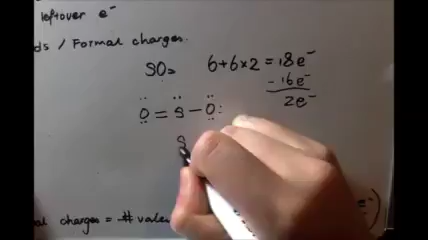 leftover e⁻
ds / Formal charges.
SO₂ 6+6×2 = 18e⁻
- 16e⁻
2e⁻
O = S - O
S
al charges = # valen
e⁻)